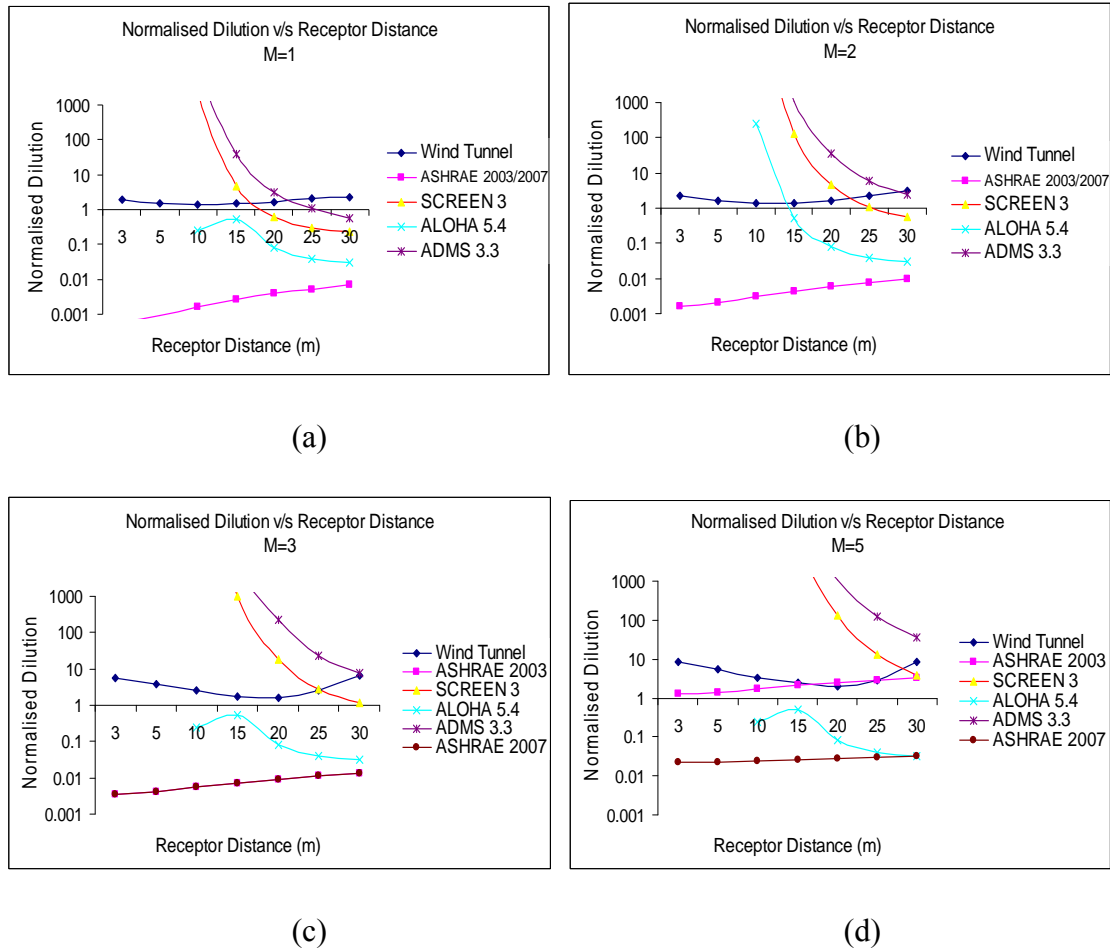 Normalised Dilution v/s Receptor Distance
M=1
Normalised Dilution
1000
100
10
1
0.1
0.01
0.001
3 5 10 15 20 25 30
Receptor Distance (m)
Wind Tunnel
ASHRAE 2003/2007
SCREEN 3
ALOHA 5.4
ADMS 3.3
(a)
Normalised Dilution v/s Receptor Distance
M=2
Normalised Dilution
1000
100
10
1
0.1
0.01
0.001
3 5 10 15 20 25 30
Receptor Distance (m)
Wind Tunnel
ASHRAE 2003/2007
SCREEN 3
ALOHA 5.4
ADMS 3.3
(b)
Normalised Dilution v/s Receptor Distance
M=3
Normalised Dilution
1000
100
10
1
0.1
0.01
0.001
3 5 10 15 20 25 30
Receptor Distance (m)
Wind Tunnel
ASHRAE 2003
SCREEN 3
ALOHA 5.4
ADMS 3.3
ASHRAE 2007
(c)
Normalised Dilution v/s Receptor Distance
M=5
Normalised Dilution
1000
100
10
1
0.1
0.01
0.001
3 5 10 15 20 25 30
Receptor Distance (m)
Wind Tunnel
ASHRAE 2003
SCREEN 3
ALOHA 5.4
ADMS 3.3
ASHRAE 2007
(d)